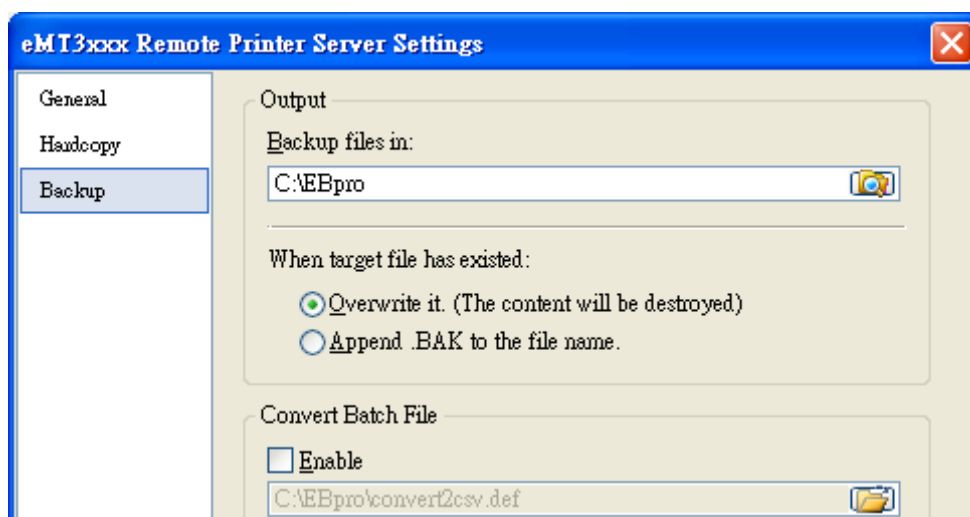 eMT3xxx Remote Printer Server Settings
General
Hardcopy
Backup
Output
Backup files in:
C:\EBpro
When target file has existed:
Overwrite it. (The content will be destroyed)
Append .BAK to the file name.
Convert Batch File
Enable
C:\EBpro\convert2csv.def